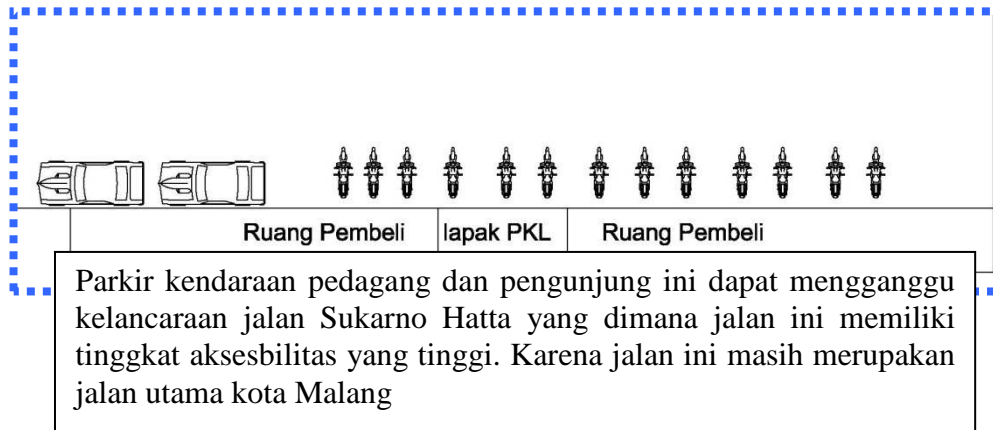 Ruang Pembeli lapak PKL Ruang Pembeli
Parkir kendaraan pedagang dan pengunjung ini dapat mengganggu
kelancaraan jalan Sukarno Hatta yang dimana jalan ini memiliki
tinggkat aksesbilitas yang tinggi. Karena jalan ini masih merupakan
jalan utama kota Malang